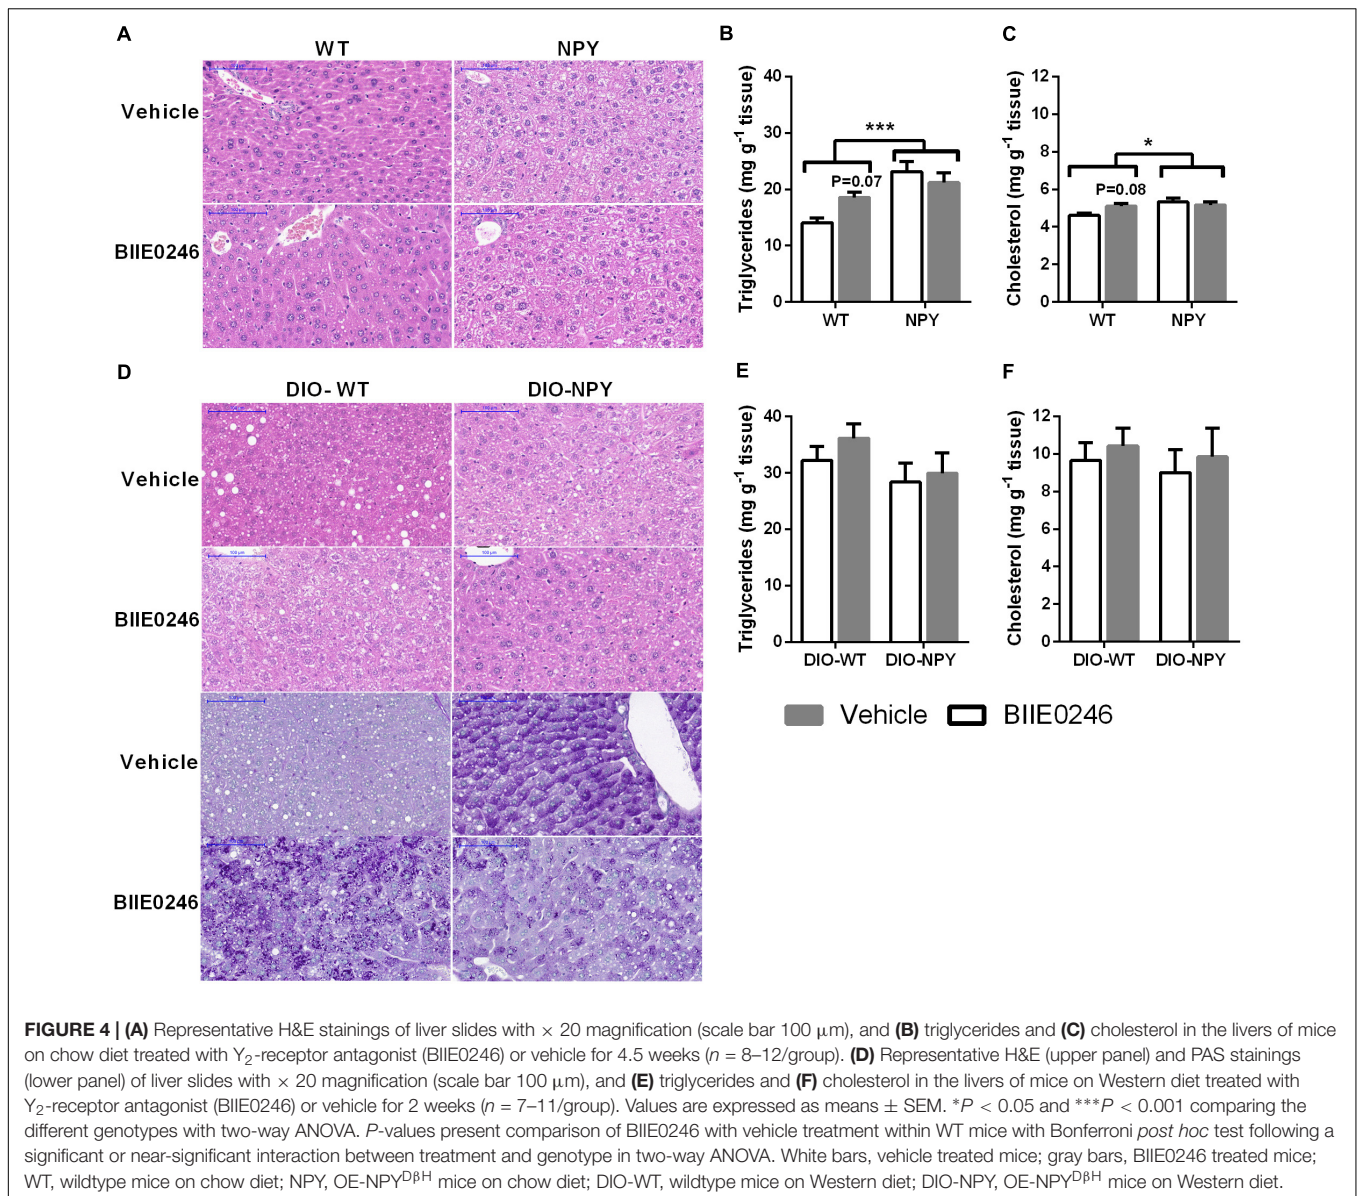 A
WT
NPY
Vehicle
BIIE0246
B
Triglycerides (mg g⁻¹ tissue)
40
30
20
10
0
***
P=0.07
WT
NPY
C
Cholesterol (mg g⁻¹ tissue)
12
10
8
6
4
2
0
*
P=0.08
WT
NPY
D
DIO- WT
DIO-NPY
Vehicle
BIIE0246
Vehicle
BIIE0246
100 µm
E
Triglycerides (mg g⁻¹ tissue)
40
30
20
10
0
DIO-WT
DIO-NPY
F
Cholesterol (mg g⁻¹ tissue)
12
10
8
6
4
2
0
DIO-WT
DIO-NPY
Vehicle
BIIE0246
FIGURE 4 | (A) Representative H&E stainings of liver slides with × 20 magnification (scale bar 100 μm), and (B) triglycerides and (C) cholesterol in the livers of mice
on chow diet treated with Y₂-receptor antagonist (BIIE0246) or vehicle for 4.5 weeks (n = 8–12/group). (D) Representative H&E (upper panel) and PAS stainings
(lower panel) of liver slides with × 20 magnification (scale bar 100 μm), and (E) triglycerides and (F) cholesterol in the livers of mice on Western diet treated with
Y₂-receptor antagonist (BIIE0246) or vehicle for 2 weeks (n = 7–11/group). Values are expressed as means ± SEM. *P < 0.05 and ***P < 0.001 comparing the
different genotypes with two-way ANOVA. P-values present comparison of BIIE0246 with vehicle treatment within WT mice with Bonferroni post hoc test following a
significant or near-significant interaction between treatment and genotype in two-way ANOVA. White bars, vehicle treated mice; gray bars, BIIE0246 treated mice;
WT, wildtype mice on chow diet; NPY, OE-NPYᴰᵝᴴ mice on chow diet; DIO-WT, wildtype mice on Western diet; DIO-NPY, OE-NPYᴰᵝᴴ mice on Western diet.